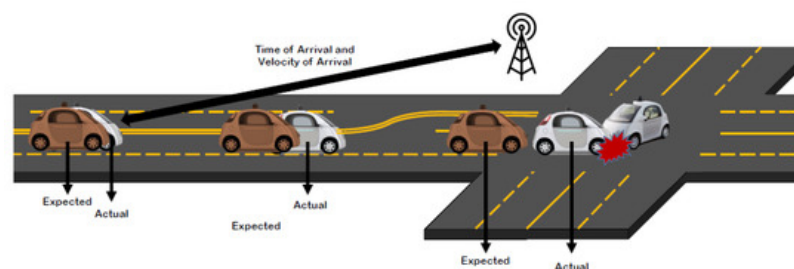 Time of Arrival and
Velocity of Arrival
Expected
Actual
Expected
Actual
Expected
Actual